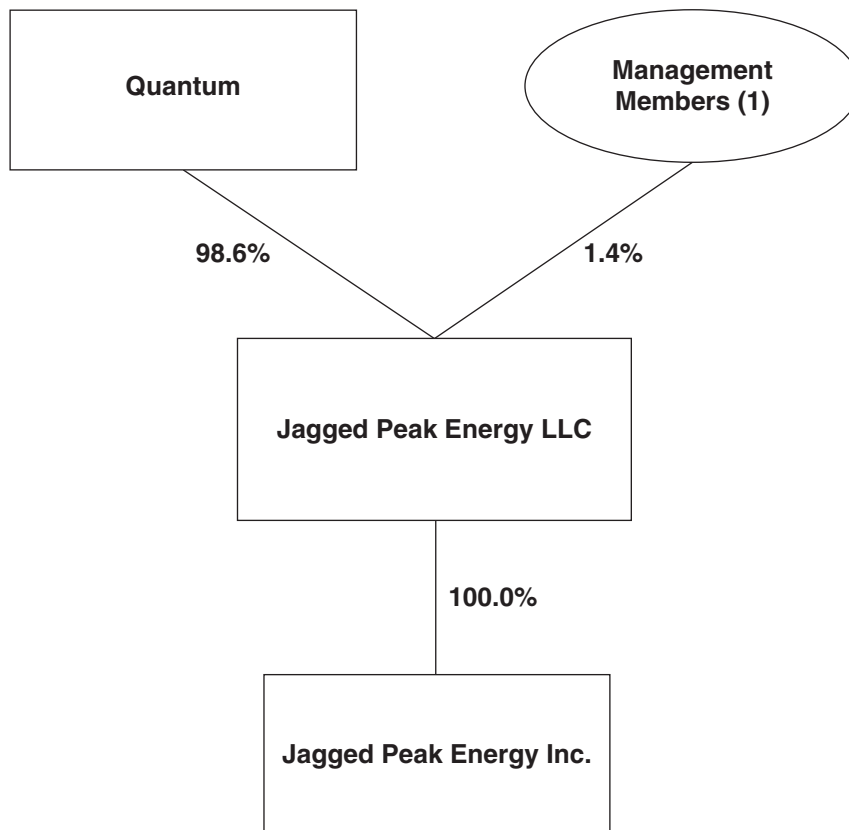 Quantum
Management
Members (1)
98.6%
1.4%
Jagged Peak Energy LLC
100.0%
Jagged Peak Energy Inc.